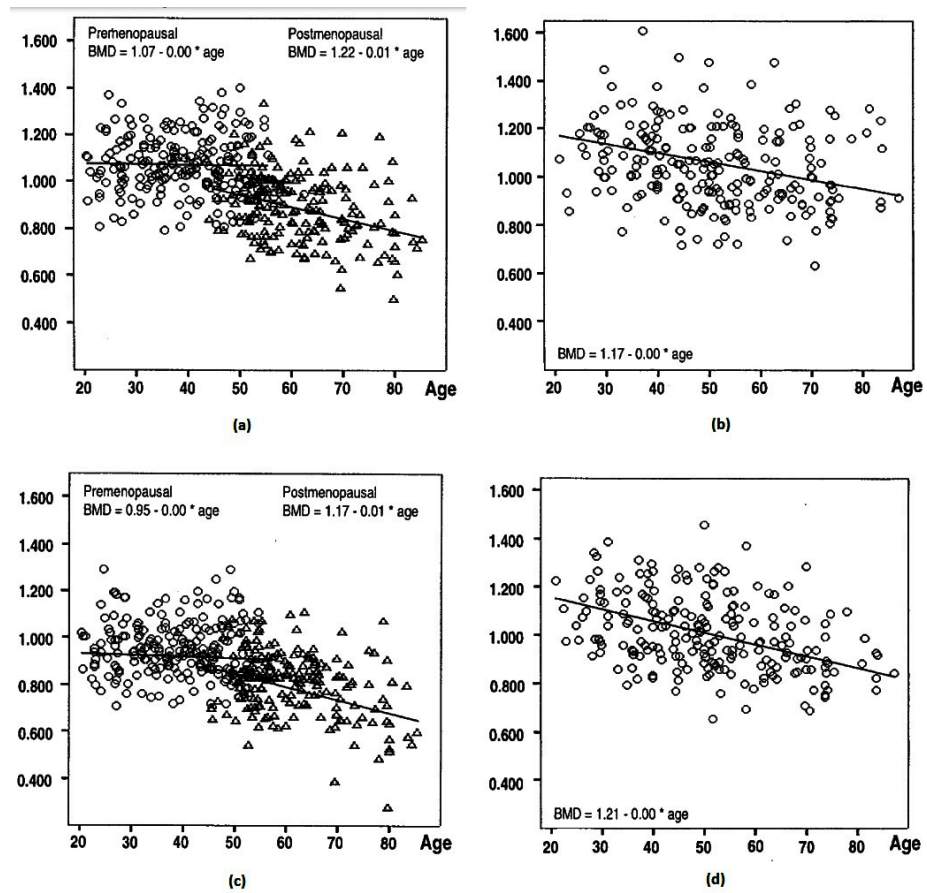 Premenopausal Postmenopausal
BMD = 1.07 - 0.00 * age BMD = 1.22 - 0.01 * age
1.600
1.400
1.200
1.000
0.800
0.600
0.400
20 30 40 50 60 70 80 Age
(a)
1.600
1.400
1.200
1.000
0.800
0.600
0.400
BMD = 1.17 - 0.00 * age
20 30 40 50 60 70 80 Age
(b)
Premenopausal Postmenopausal
BMD = 0.95 - 0.00 * age BMD = 1.17 - 0.01 * age
1.600
1.400
1.200
1.000
0.800
0.600
0.400
20 30 40 50 60 70 80 Age
(c)
1.600
1.400
1.200
1.000
0.800
0.600
0.400
BMD = 1.21 - 0.00 * age
20 30 40 50 60 70 80 Age
(d)